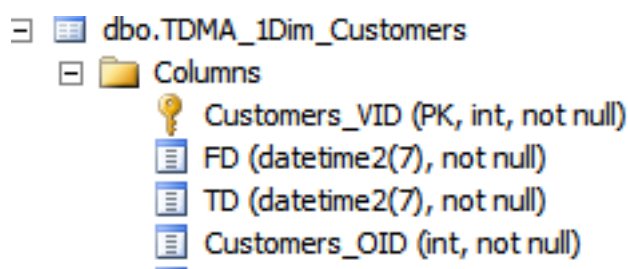 dbo.TDMA_1Dim_Customers
Columns
Customers_VID (PK, int, not null)
FD (datetime2(7), not null)
TD (datetime2(7), not null)
Customers_OID (int, not null)